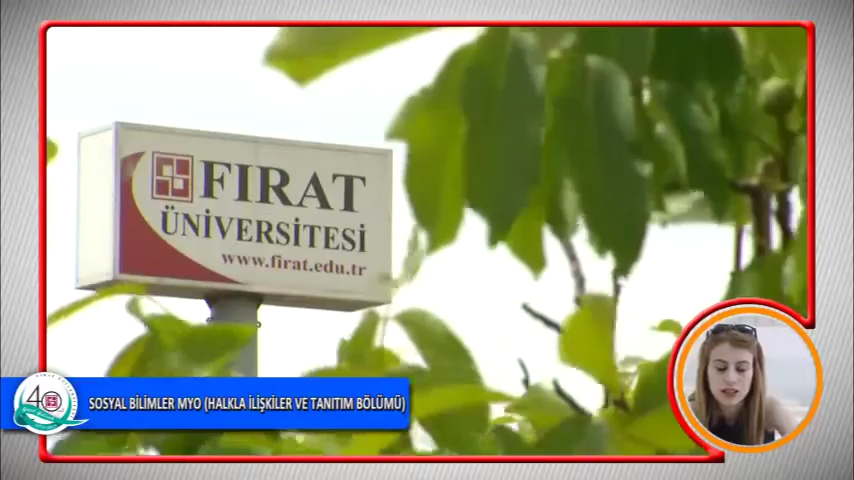 FIRAT
ÜNİVERSİTESİ
www.firat.edu.tr
40
SOSYAL BİLİMLER MYO (HALKLA İLİŞKİLER VE TANITIM BÖLÜMÜ)